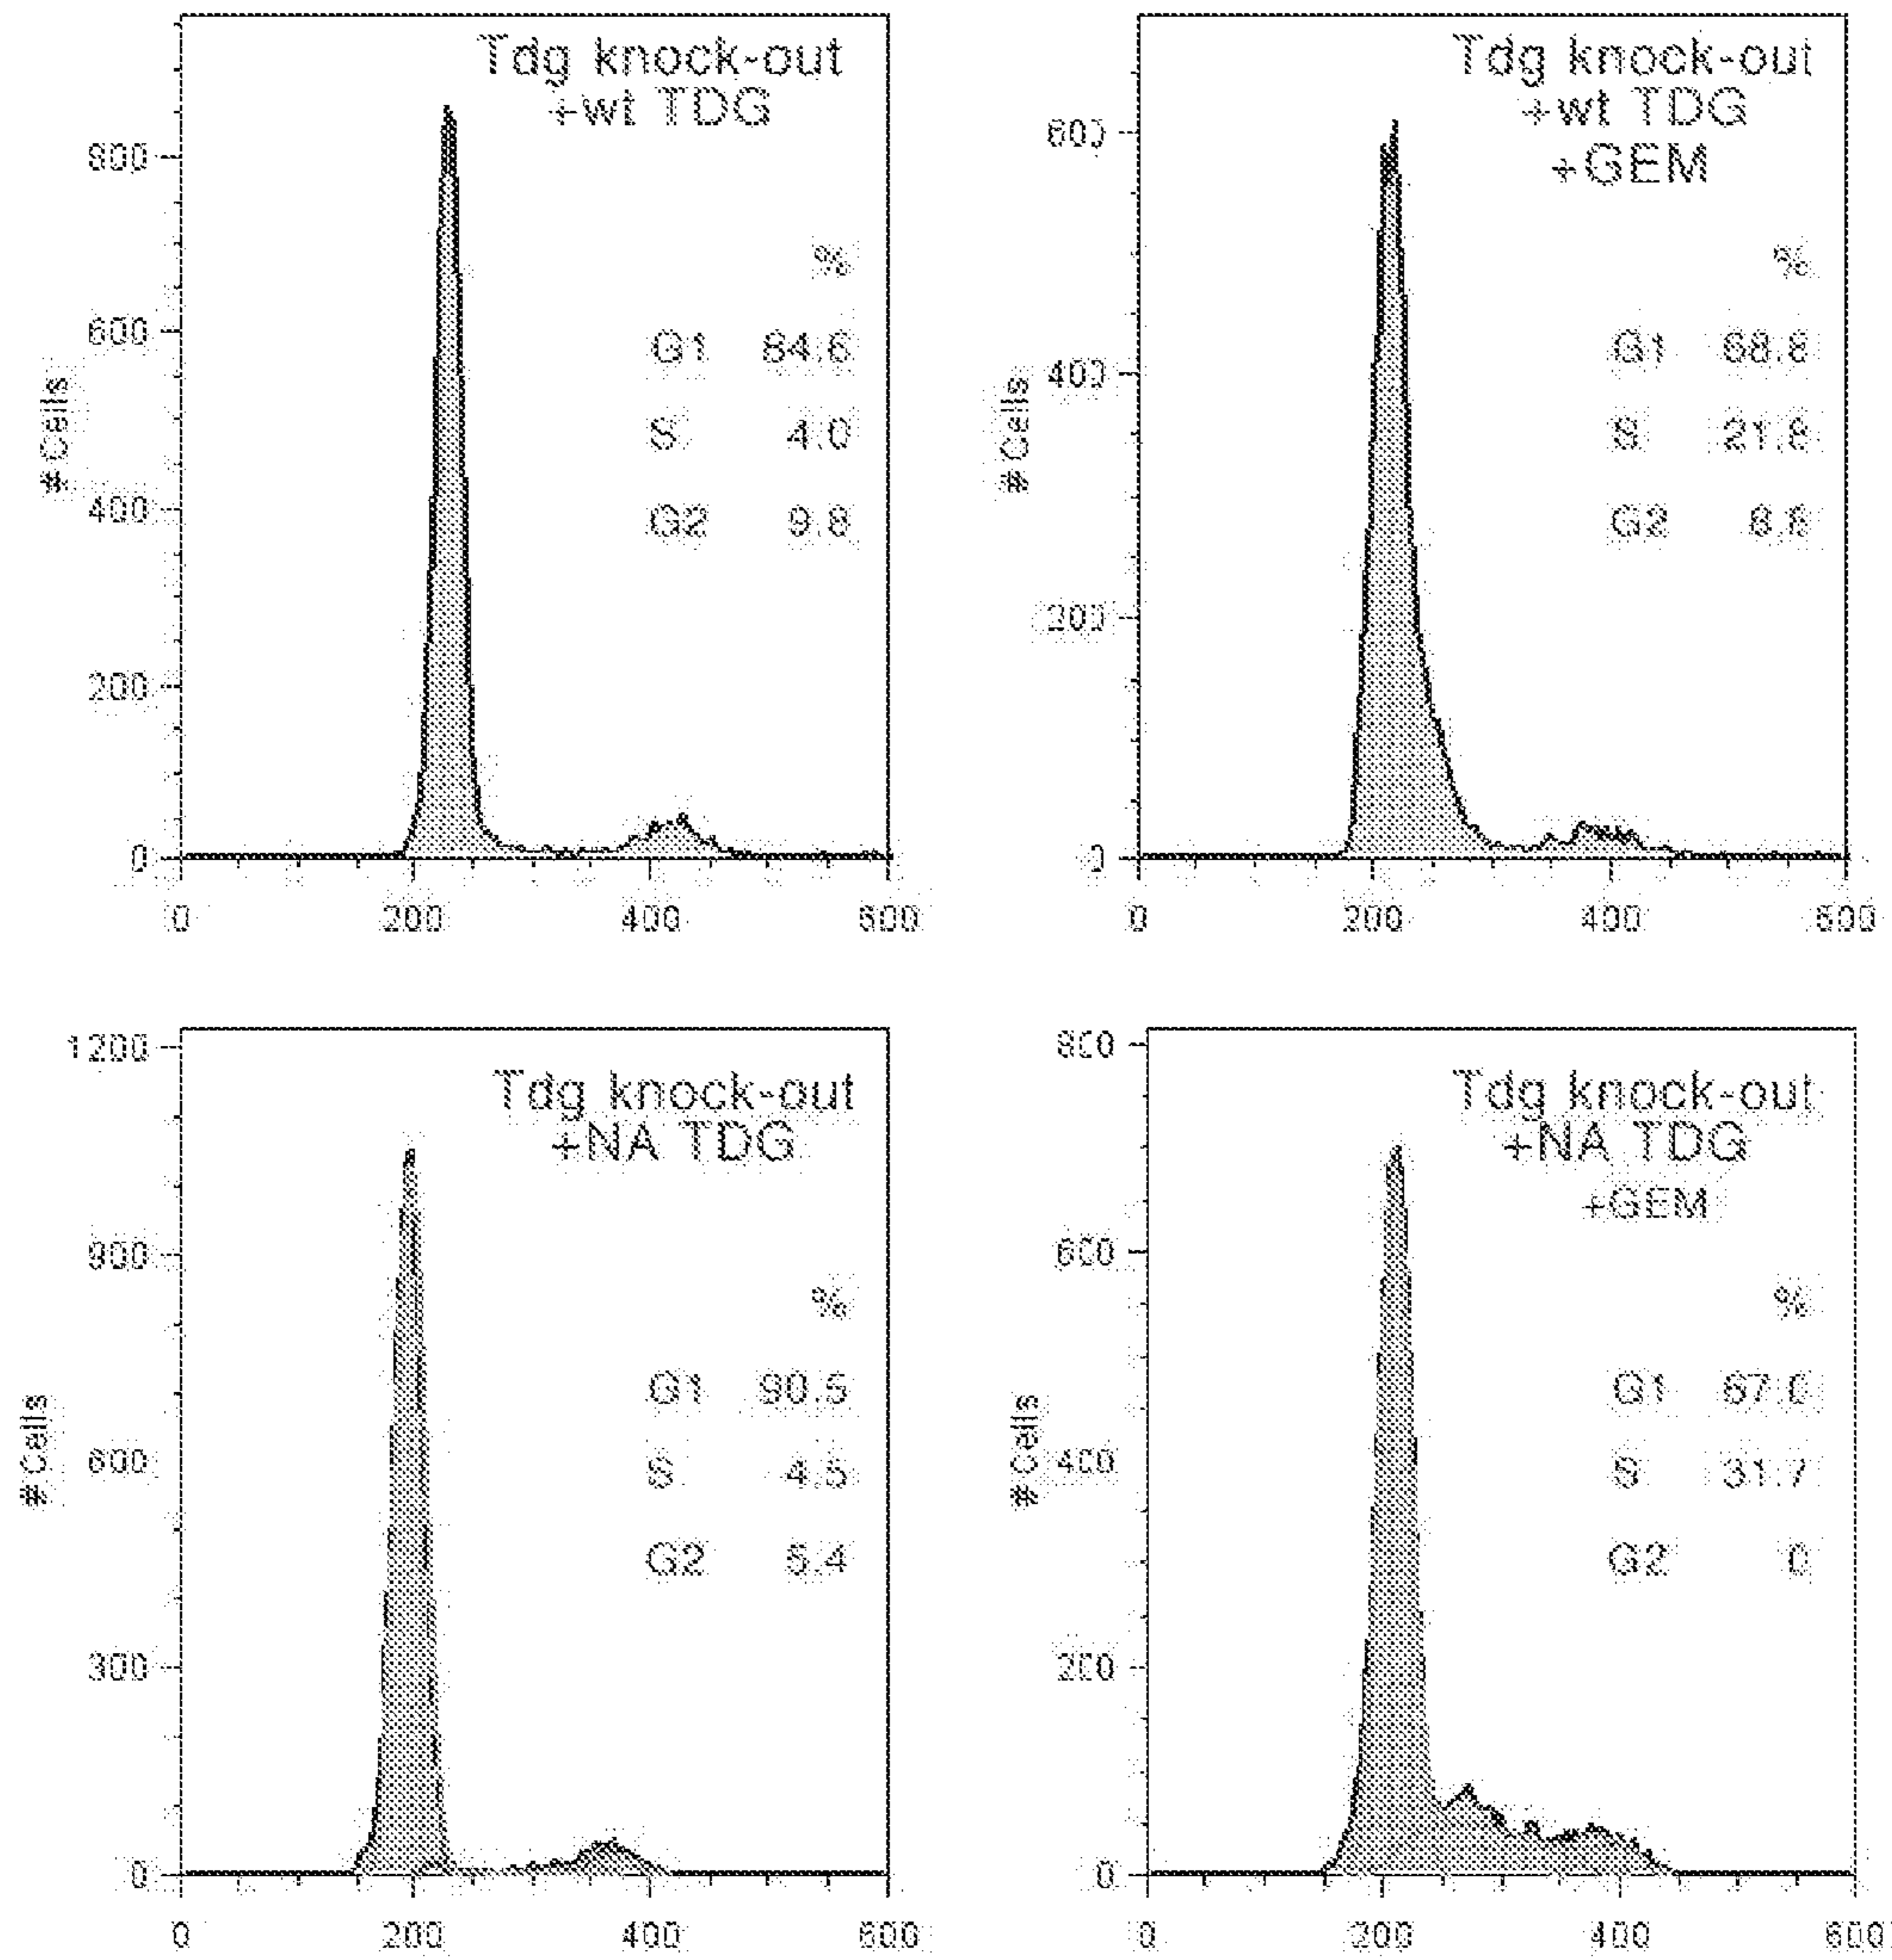 Tdg knock-out
+wt TDG
%
G1 84.6
S 4.0
G2 9.8
# Cells
800
600
400
200
0
0 200 400 600
Tdg knock-out
+wt TDG
+GEM
%
G1 68.8
S 21.8
G2
# Cells
600
400
200
0
0 200 400 600
Tdg knock-out
+NA TDG
%
G1 90.5
S 4.5
G2 5.4
# Cells
1200
900
600
300
0
0 200 400 600
Tdg knock-out
+NA TDG
+GEM
%
G1 67.0
S 31.7
G2 0
# Cells
800
600
400
200
0
0 200 400 600